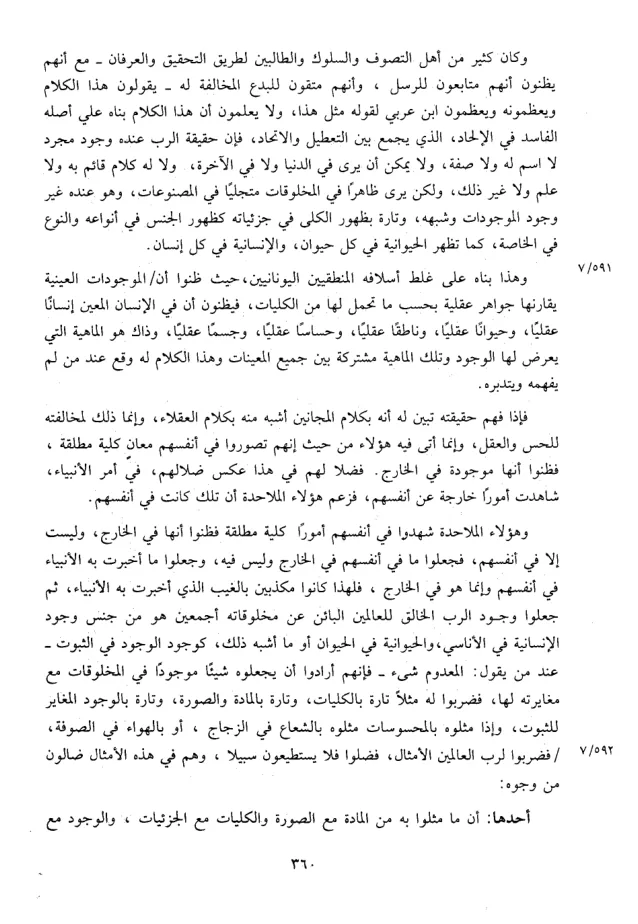 وكان كثير من أهل التصوف والسلوك والطالبين لطريق التحقيق والعرفان ـ مع أنهم
يظنون أنهم متابعون للرسل ، وأنهم متقون للبدع المخالفة له ـ يقولون هذا الكلام
ويعظمونه ويعظمون ابن عربي لقوله مثل هذا، ولا يعلمون أن هذا الكلام بناه علي أصله
الفاسد في الإلحاد، الذي يجمع بين التعطيل والاتحاد، فإن حقيقة الرب عنده وجود مجرد
لا اسم له ولا صفة، ولا يمكن أن يرى في الدنيا ولا في الآخرة، ولا له كلام قائم به ولا
علم ولا غير ذلك، ولكن يرى ظاهرًا في المخلوقات متجليًا في المصنوعات، وهو عنده غير
وجود الموجودات وشبهه، وتارة بظهور الكلى في جزئياته كظهور الجنس في أنواعه والنوع
في الخاصة، كما تظهر الحيوانية في كل حيوان، والإنسانية في كل إنسان.
٧/٥٩١
وهذا بناه على غلط أسلافه المنطقيين اليونانيين،حيث ظنوا أن/الموجودات العينية
يقارنها جواهر عقلية بحسب ما تحمل لها من الكليات، فيظنون أن في الإنسان المعين إنسانًا
عقليًا، وحيوانًا عقليًا، وناطقًا عقليًا، وحساسًا عقليًا، وجسمًا عقليًا، وذاك هو الماهية التي
يعرض لها الوجود وتلك الماهية مشتركة بين جميع المعينات وهذا الكلام له وقع عند من لم
يفهمه ويتدبره.
فإذا فهم حقيقته تبين له أنه بكلام المجانين أشبه منه بكلام العقلاء، وإنما ذلك لمخالفته
للحس والعقل، وإنما أتى فيه هؤلاء من حيث إنهم تصوروا في أنفسهم معانٍ كلية مطلقة ،
فظنوا أنها موجودة في الخارج. فضلا لهم في هذا عكس ضلالهم، في أمر الأنبياء،
شاهدت أمورًا خارجة عن أنفسهم، فزعم هؤلاء الملاحدة أن تلك كانت في أنفسهم.
وهؤلاء الملاحدة شهدوا في أنفسهم أمورًا كلية مطلقة فظنوا أنها في الخارج، وليست
إلا في أنفسهم، فجعلوا ما في أنفسهم في الخارج وليس فيه، وجعلوا ما أخبرت به الأنبياء
في أنفسهم وإنما هو في الخارج ، فلهذا كانوا مكذبين بالغيب الذي أخبرت به الأنبياء، ثم
جعلوا وجود الرب الخالق للعالمين البائن عن مخلوقاته أجمعين هو من جنس وجود
الإنسانية في الأناسي،والحيوانية في الحيوان أو ما أشبه ذلك، كوجود الوجود في الثبوت ـ
عند من يقول: المعدوم شىء ـ فإنهم أرادوا أن يجعلوه شيئًا موجودًا في المخلوقات مع
مغايرته لها، فضربوا له مثلاً تارة بالكليات، وتارة بالمادة والصورة، وتارة بالوجود المغاير
للثبوت، وإذا مثلوه بالمحسوسات مثلوه بالشعاع في الزجاج ، أو بالهواء في الصوفة،
٧/٥٩٢
/فضربوا لرب العالمين الأمثال، فضلوا فلا يستطيعون سبيلا ، وهم في هذه الأمثال ضالون
من وجوه:
أحدها: أن ما مثلوا به من المادة مع الصورة والكليات مع الجزئيات ، والوجود مع
٣٦٠